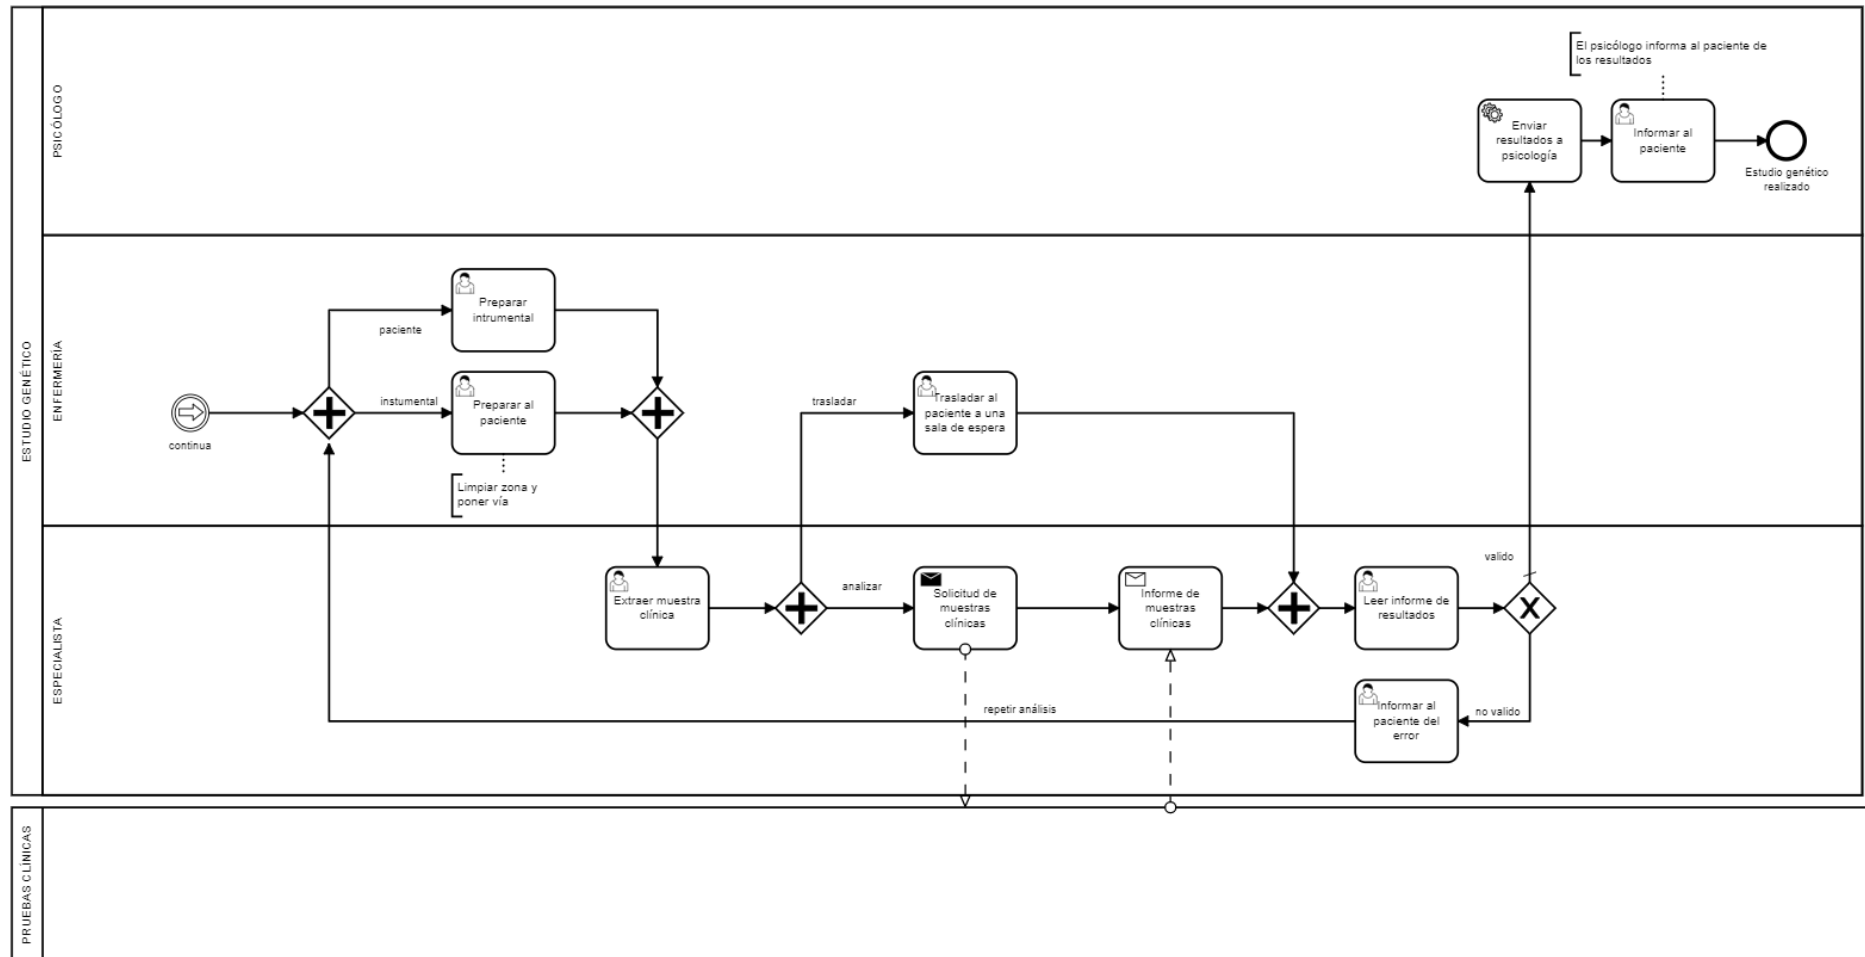 ESTUDIO GENÉTICO
PSICÓLOGO
El psicólogo informa al paciente de
los resultados
Enviar
resultados a
psicología
Informar al
paciente
Estudio genético
realizado
ENFERMERÍA
continua
paciente
Preparar
intrumental
instumental
Preparar al
paciente
Limpiar zona y
poner vía
trasladar
Trasladar al
paciente a una
sala de espera
ESPECIALISTA
Extraer muestra
clínica
analizar
Solicitud de
muestras
clínicas
Informe de
muestras
clínicas
Leer informe de
resultados
valido
no valido
Informar al
paciente del
error
repetir análisis
PRUEBAS CLÍNICAS